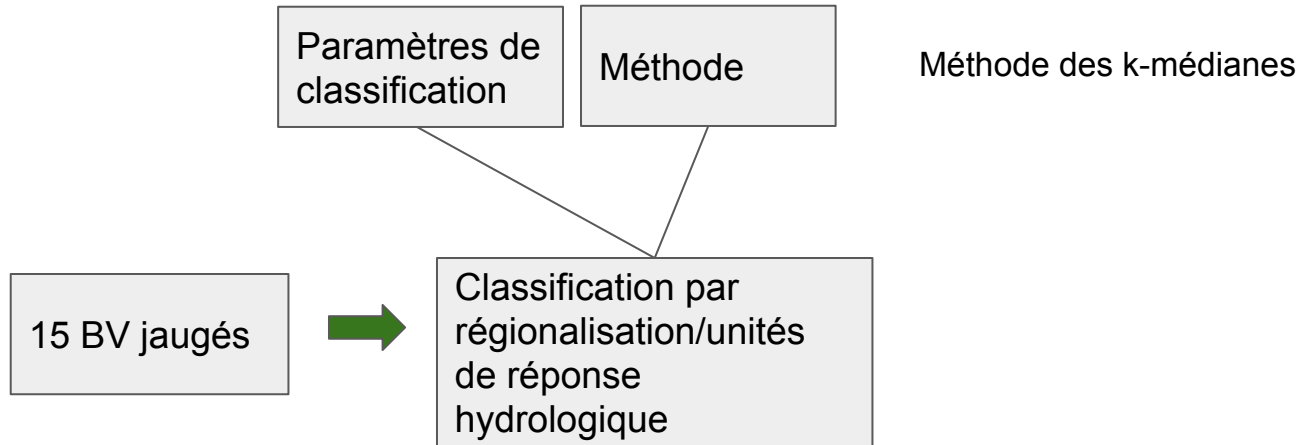 Paramètres de
classification
Méthode
Méthode des k-médianes
15 BV jaugés
Classification par
régionalisation/unités
de réponse
hydrologique